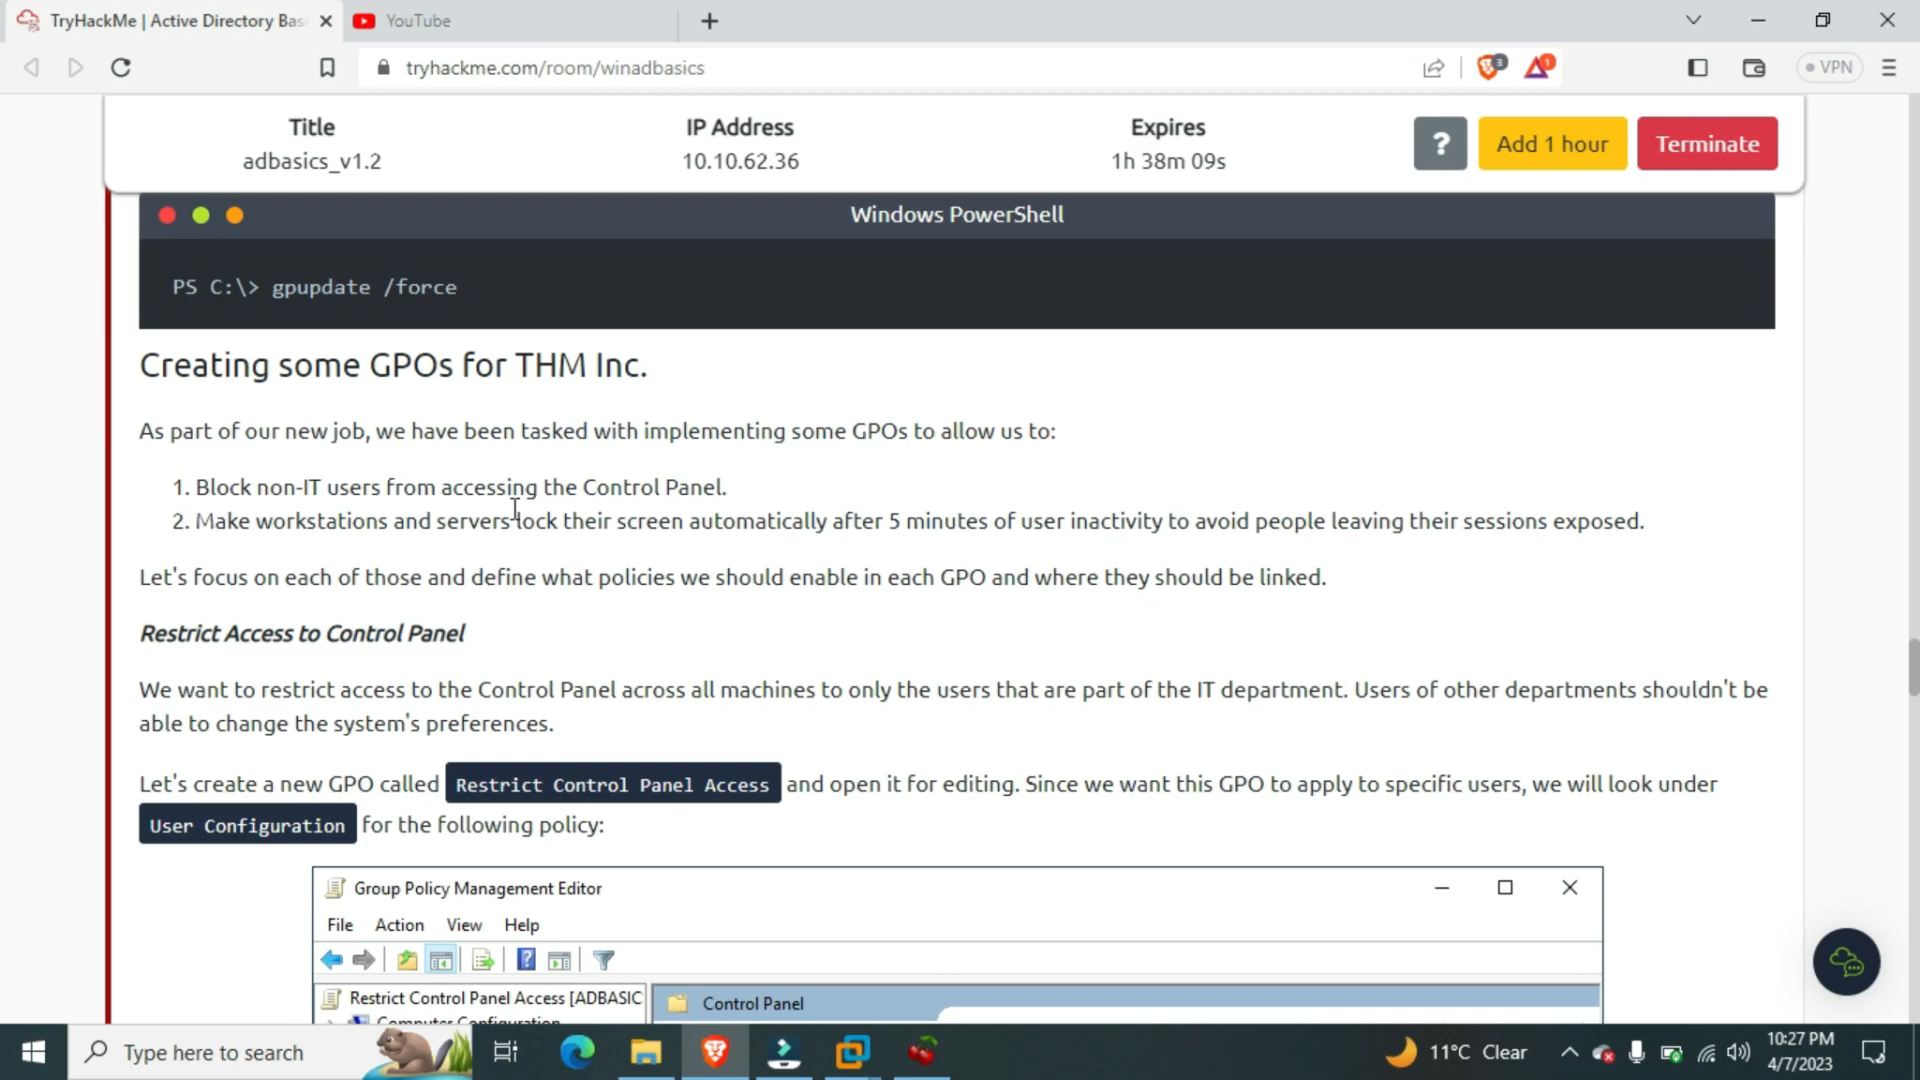 TryHackMe | Active Directory Bas
YouTube
tryhackme.com/room/winadbasics
3
1
VPN
Title
IP Address
Expires
adbasics_v1.2
10.10.62.36
1h 38m 09s
?
Add 1 hour
Terminate
Windows PowerShell
PS C:\> gpupdate /force
Creating some GPOs for THM Inc.
As part of our new job, we have been tasked with implementing some GPOs to allow us to:
1. Block non-IT users from accessing the Control Panel.
2. Make workstations and servers lock their screen automatically after 5 minutes of user inactivity to avoid people leaving their sessions exposed.
Let's focus on each of those and define what policies we should enable in each GPO and where they should be linked.
Restrict Access to Control Panel
We want to restrict access to the Control Panel across all machines to only the users that are part of the IT department. Users of other departments shouldn't be
able to change the system's preferences.
Let's create a new GPO called Restrict Control Panel Access and open it for editing. Since we want this GPO to apply to specific users, we will look under
User Configuration for the following policy:
Group Policy Management Editor
File Action View Help
Restrict Control Panel Access [ADBASIC
Control Panel
Computer Configuration
Type here to search
11°C Clear
10:27 PM
4/7/2023